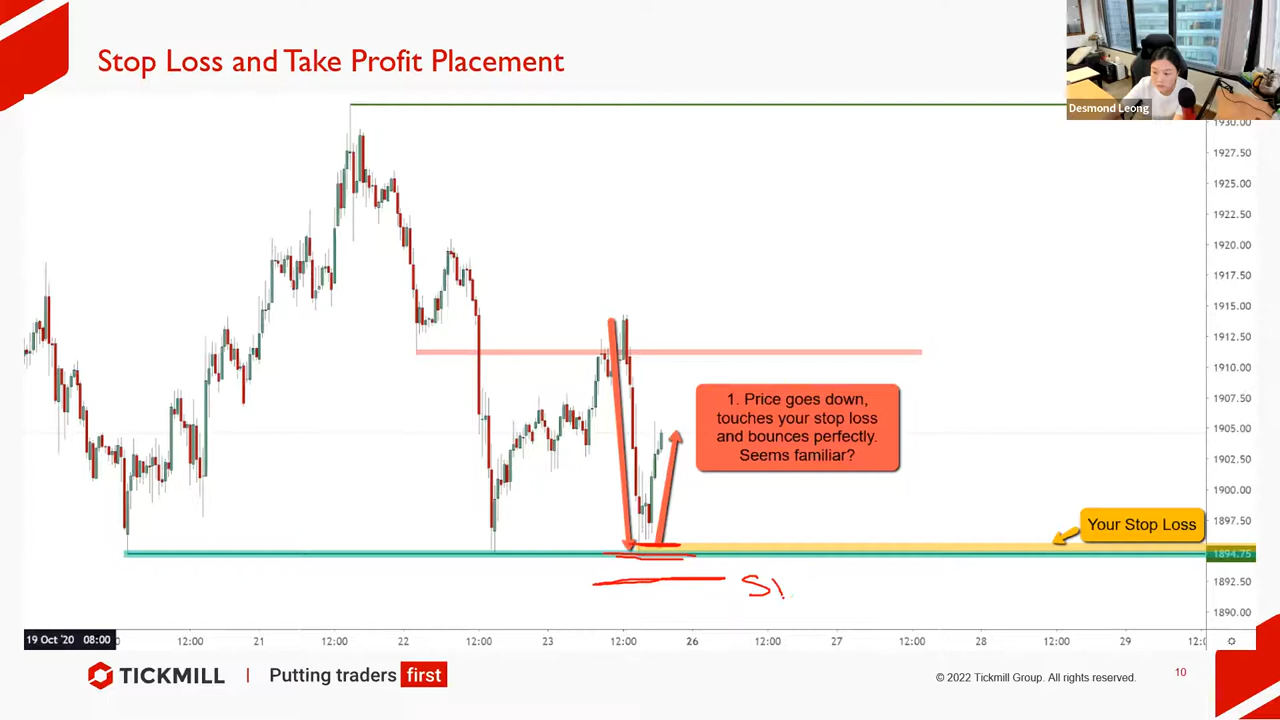 Stop Loss and Take Profit Placement
Desmond Leong
1930.00
1927.50
1925.00
1922.50
1920.00
1917.50
1915.00
1912.50
1910.00
1907.50
1905.00
1902.50
1900.00
1897.50
1894.75
1892.50
1890.00
1. Price goes down,
touches your stop loss
and bounces perfectly.
Seems familiar?
Your Stop Loss
19 Oct '20 08:00 12:00 21 12:00 22 12:00 23 12:00 26 12:00 27 12:00 28 12:00 29
TICKMILL | Putting traders first
© 2022 Tickmill Group. All rights reserved.
10